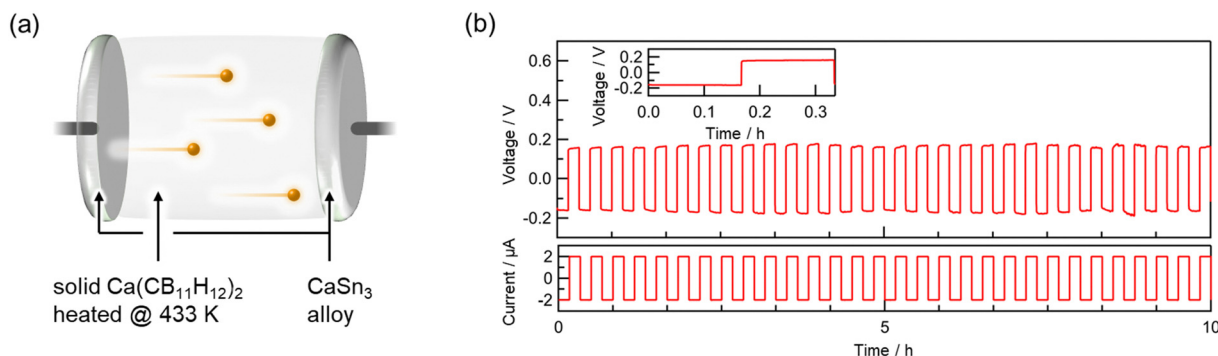 (a)
solid Ca(CB₁₁H₁₂)₂
heated @ 433 K
CaSn₃
alloy
(b)
Voltage / V
0.6
0.4
0.2
0.0
-0.2
Voltage / V
0.2
0.0
-0.2
0.0 0.1 0.2 0.3
Time / h
Current / µA
2
0
-2
0 5 10
Time / h